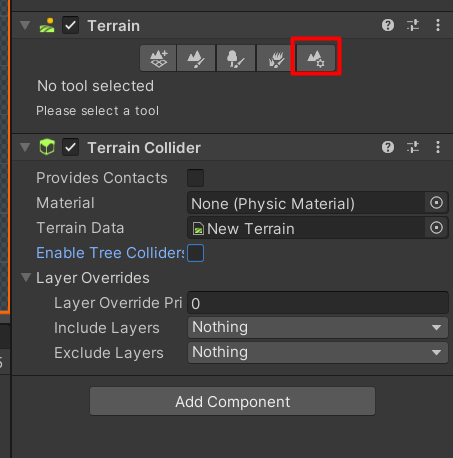 Terrain
No tool selected
Please select a tool
Terrain Collider
Provides Contacts
Material None (Physic Material)
Terrain Data New Terrain
Enable Tree Colliders
Layer Overrides
Layer Override Pri 0
Include Layers Nothing
Exclude Layers Nothing
Add Component